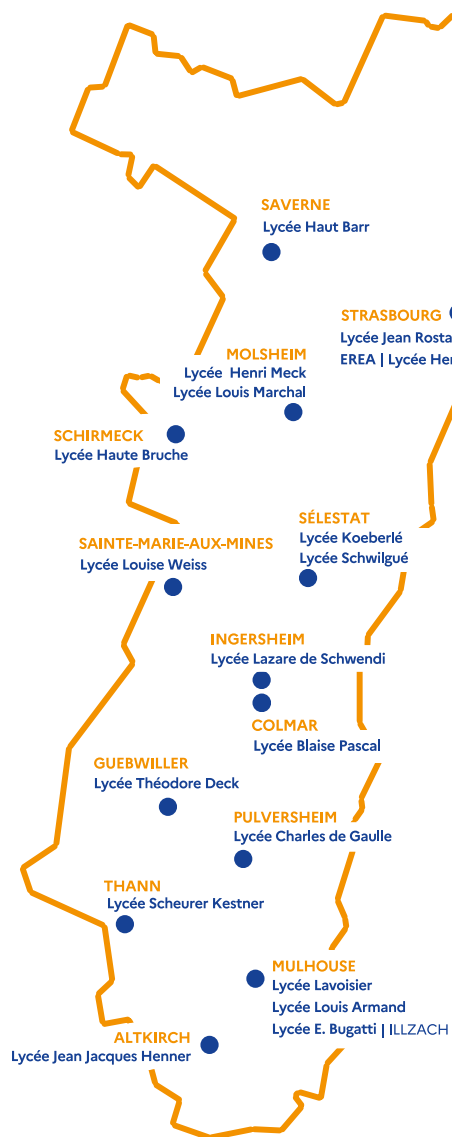 SAVERNE
Lycée Haut Barr
STRASBOURG
Lycée Jean
EREA | Lycée
MOLSHEIM
Lycée Henri Meck
Lycée Louis Marchal
SCHIRMECK
Lycée Haute Bruche
SÉLESTAT
Lycée Koeberlé
Lycée Schwilgué
SAINTE-MARIE-AUX-MINES
Lycée Louise Weiss
INGERSHEIM
Lycée Lazare de Schwendi
COLMAR
Lycée Blaise Pascal
GUEBWILLER
Lycée Théodore Deck
PULVERSHEIM
Lycée Charles de Gaulle
THANN
Lycée Scheurer Kestner
MULHOUSE
Lycée Lavoisier
Lycée Louis Armand
Lycée E. Bugatti | ILLZACH
ALTKIRCH
Lycée Jean Jacques Henner